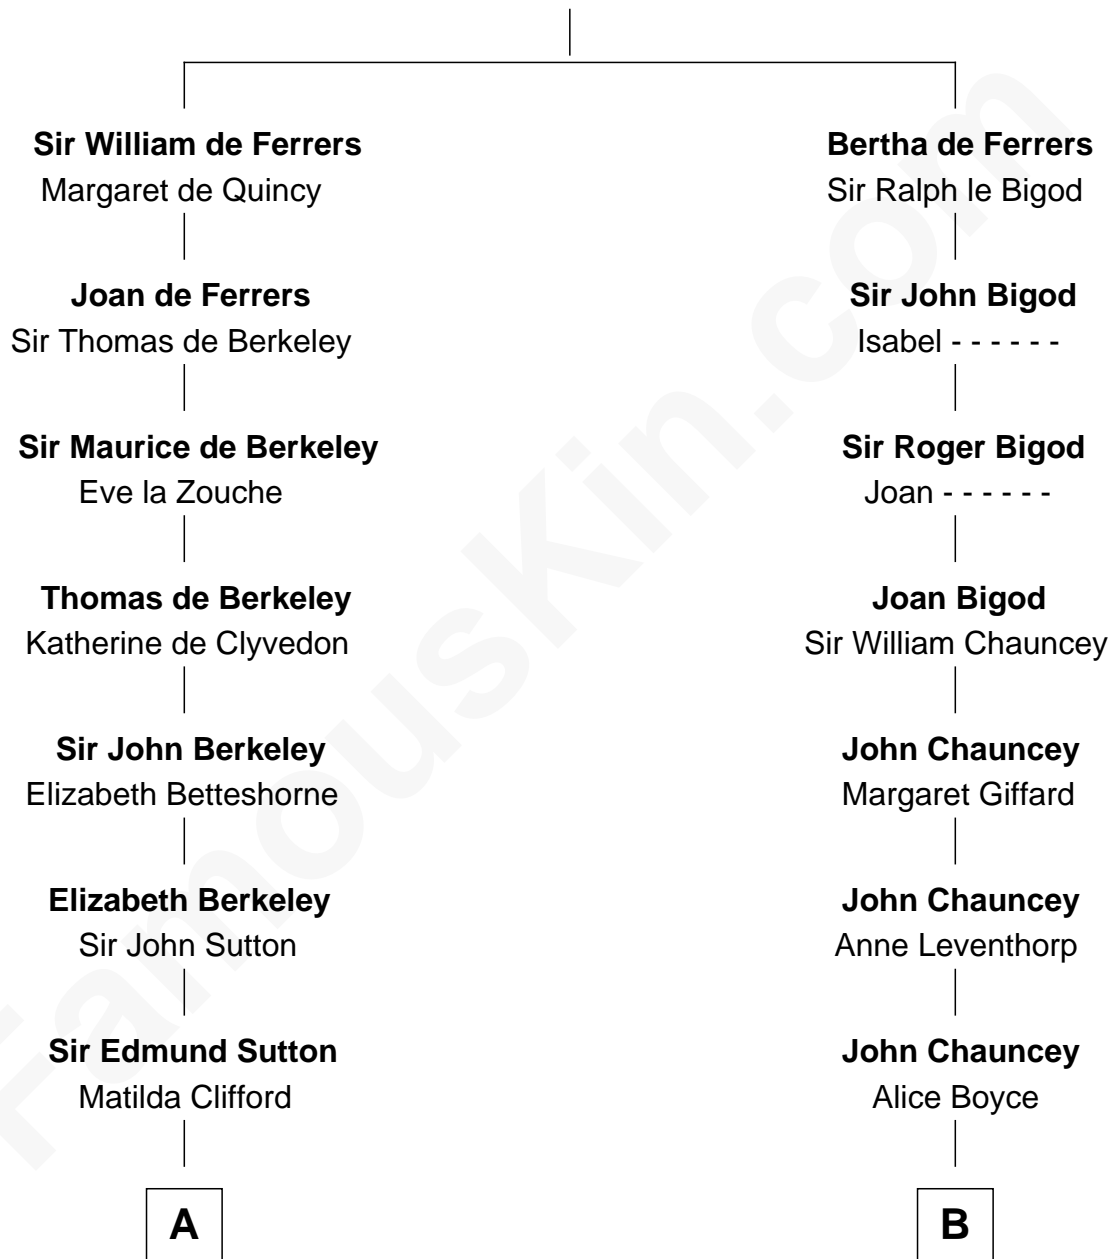 Sir William de Ferrers
Margaret de Quincy
Bertha de Ferrers
Sir Ralph le Bigod
Joan de Ferrers
Sir Thomas de Berkeley
Sir John Bigod
Isabel - - - - - -
Sir Maurice de Berkeley
Eve la Zouche
Sir Roger Bigod
Joan - - - - - -
Thomas de Berkeley
Katherine de Clyvedon
Joan Bigod
Sir William Chauncey
Sir John Berkeley
Elizabeth Betteshorne
John Chauncey
Margaret Giffard
Elizabeth Berkeley
Sir John Sutton
John Chauncey
Anne Leventhorp
Sir Edmund Sutton
Matilda Clifford
John Chauncey
Alice Boyce
A
B
FamousKin.com